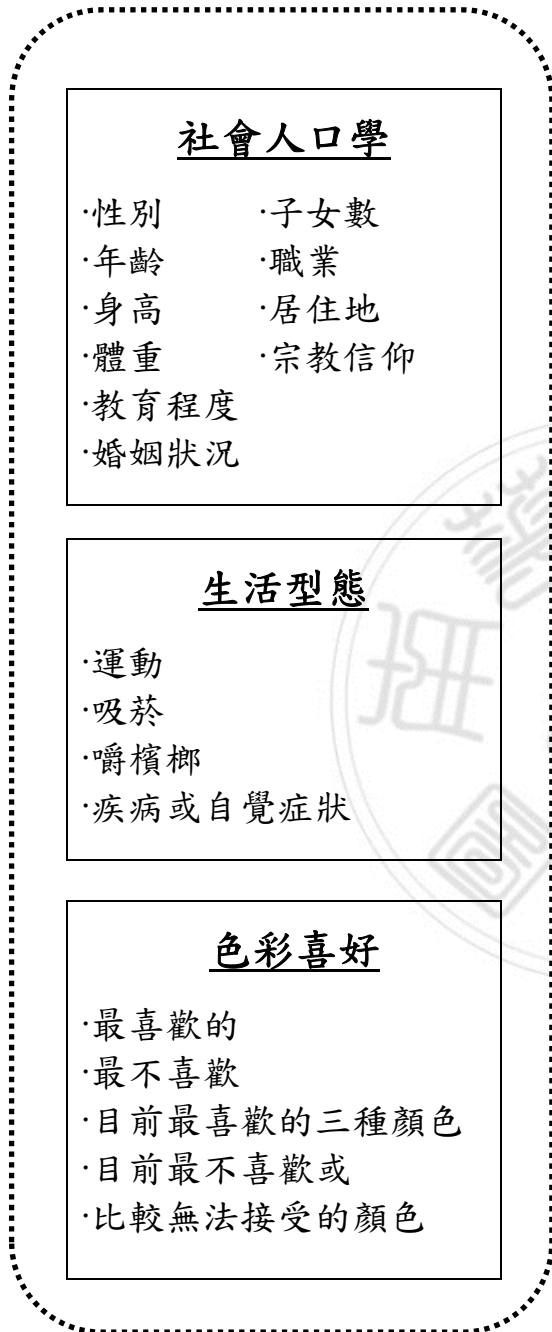 社會人口學
·性別 ·子女數
·年齡 ·職業
·身高 ·居住地
·體重 ·宗教信仰
·教育程度
·婚姻狀況
生活型態
·運動
·吸菸
·嚼檳榔
·疾病或自覺症狀
色彩喜好
·最喜歡的
·最不喜歡
·目前最喜歡的三種顏色
·目前最不喜歡或
·比較無法接受的顏色